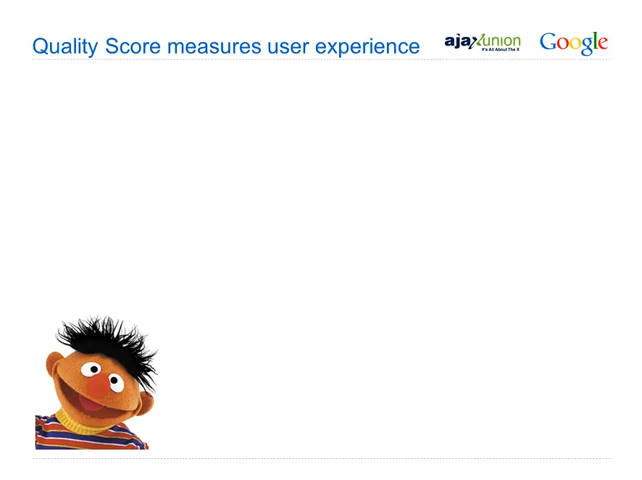 Quality Score measures user experience
ajaxunion
It's All About The X
Google